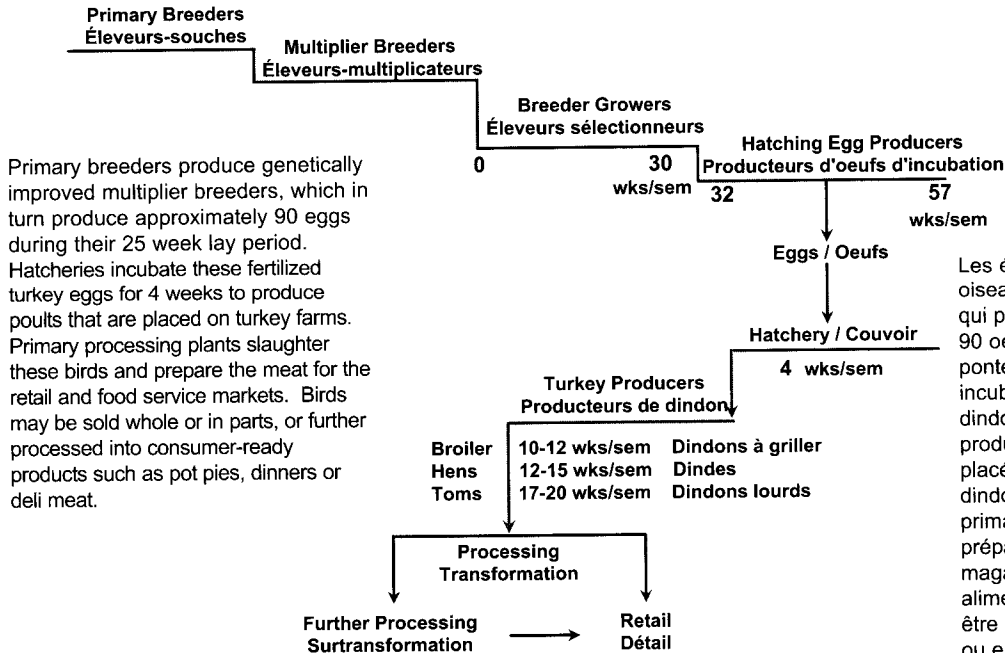 Primary Breeders
Éleveurs-souches
Multiplier Breeders
Éleveurs-multiplicateurs
Breeder Growers
Éleveurs sélectionneurs
0
30
wks/sem
Hatching Egg Producers
Producteurs d'oeufs d'incubation
32
57
wks/sem
Primary breeders produce genetically
improved multiplier breeders, which in
turn produce approximately 90 eggs
during their 25 week lay period.
Hatcheries incubate these fertilized
turkey eggs for 4 weeks to produce
poults that are placed on turkey farms.
Primary processing plants slaughter
these birds and prepare the meat for the
retail and food service markets. Birds
may be sold whole or in parts, or further
processed into consumer-ready
products such as pot pies, dinners or
deli meat.
Eggs / Oeufs
Hatchery / Couvoir
4 wks/sem
Turkey Producers
Producteurs de dindon
Broiler 10-12 wks/sem Dindons à griller
Hens 12-15 wks/sem Dindes
Toms 17-20 wks/sem Dindons lourds
Processing
Transformation
Further Processing
Surtransformation
Retail
Détail
Les
oisea
qui p
90 oe
ponte
incub
dindo
produ
placé
dindo
prima
prépa
maga
alime
être
ou e